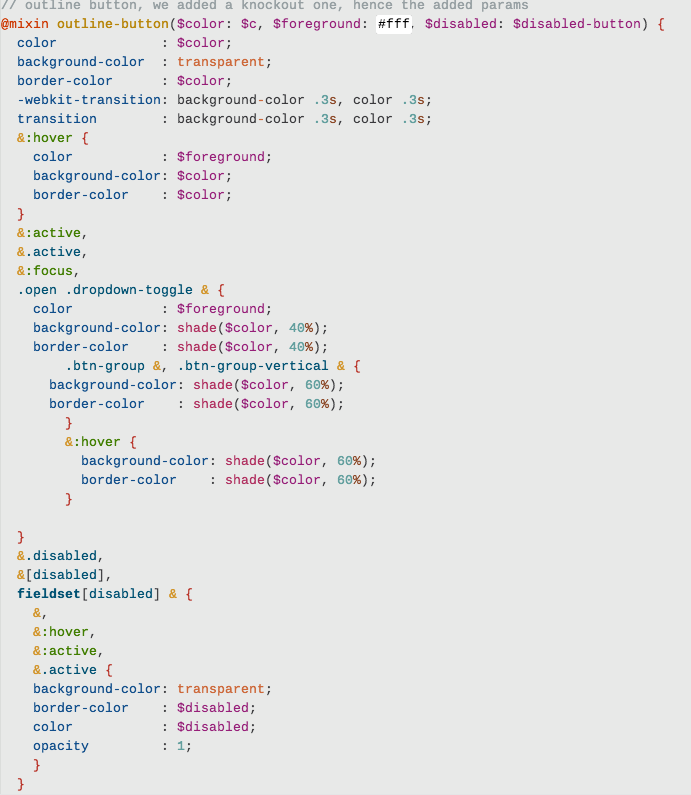 // outline button, we added a knockout one, hence the added params
@mixin outline-button($color: $c, $foreground: #fff, $disabled: $disabled-button) {
  color             : $color;
  background-color  : transparent;
  border-color      : $color;
  -webkit-transition: background-color .3s, color .3s;
  transition        : background-color .3s, color .3s;
  &:hover {
    color           : $foreground;
    background-color: $color;
    border-color    : $color;
  }
  &:active,
  &.active,
  &:focus,
  .open .dropdown-toggle & {
    color           : $foreground;
    background-color: shade($color, 40%);
    border-color    : shade($color, 40%);
        .btn-group &, .btn-group-vertical & {
      background-color: shade($color, 60%);
      border-color    : shade($color, 60%);
        }
        &:hover {
          background-color: shade($color, 60%);
          border-color    : shade($color, 60%);
        }

  }
  &.disabled,
  &[disabled],
  fieldset[disabled] & {
    &,
    &:hover,
    &:active,
    &.active {
    background-color: transparent;
    border-color    : $disabled;
    color           : $disabled;
    opacity         : 1;
    }
  }